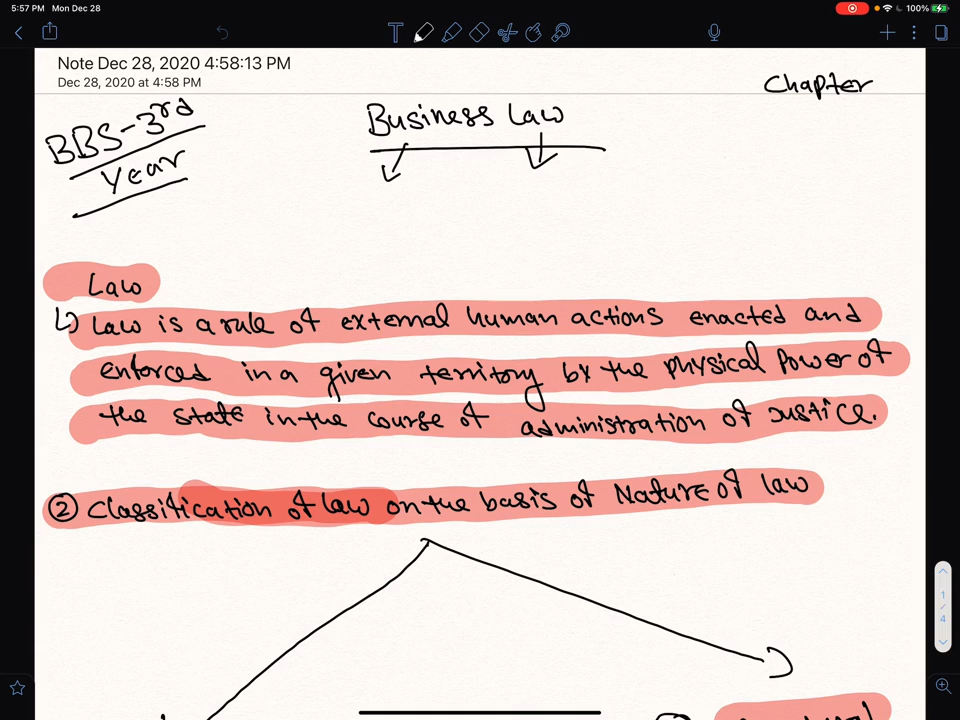 5:57 PM Mon Dec 28
100%
Note Dec 28, 2020 4:58:13 PM
Dec 28, 2020 at 4:58 PM
Chapter
BBS-3rd
Year
Business Law
Law
Law is a rule of external human actions enacted and
enforced in a given territory by the physical power of
the state in the course of administration of justice.
② Classification of law on the basis of Nature of law
1
/
4